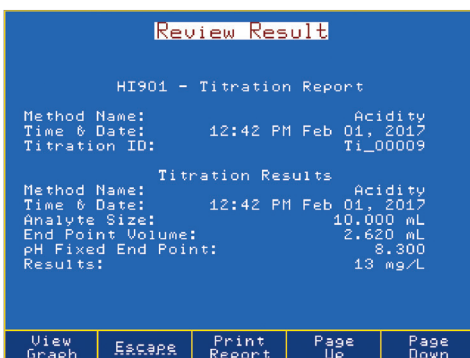 Review Result
HI901 - Titration Report
Method Name: Acidity
Time & Date: 12:42 PM Feb 01, 2017
Titration ID: Ti_00009
Titration Results
Method Name: Acidity
Time & Date: 12:42 PM Feb 01, 2017
Analyte Size: 10.000 mL
End Point Volume: 2.620 mL
pH Fixed End Point: 8.300
Results: 13 mg/L
View Graph Escape Print Report Page Up Page Down